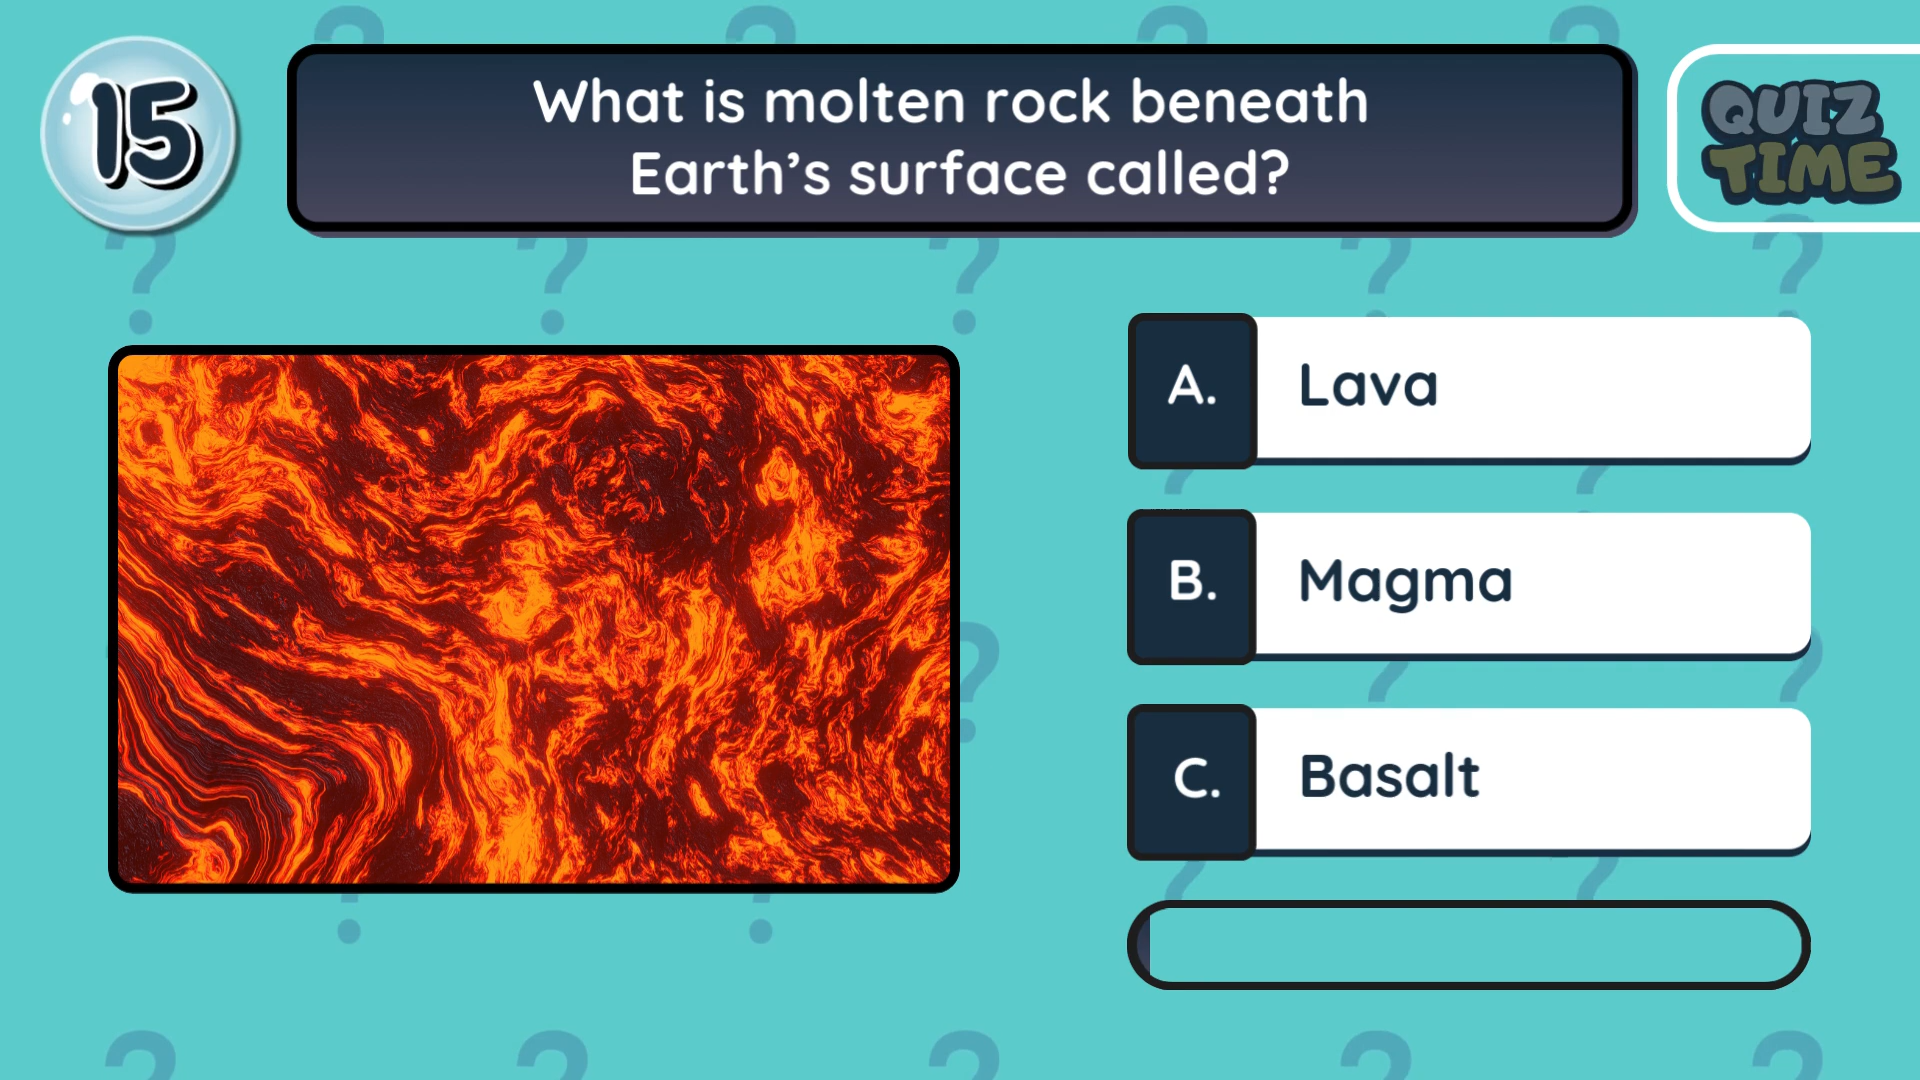 15
What is molten rock beneath
Earth’s surface called?
QUIZ
TIME
A. Lava
B. Magma
C. Basalt